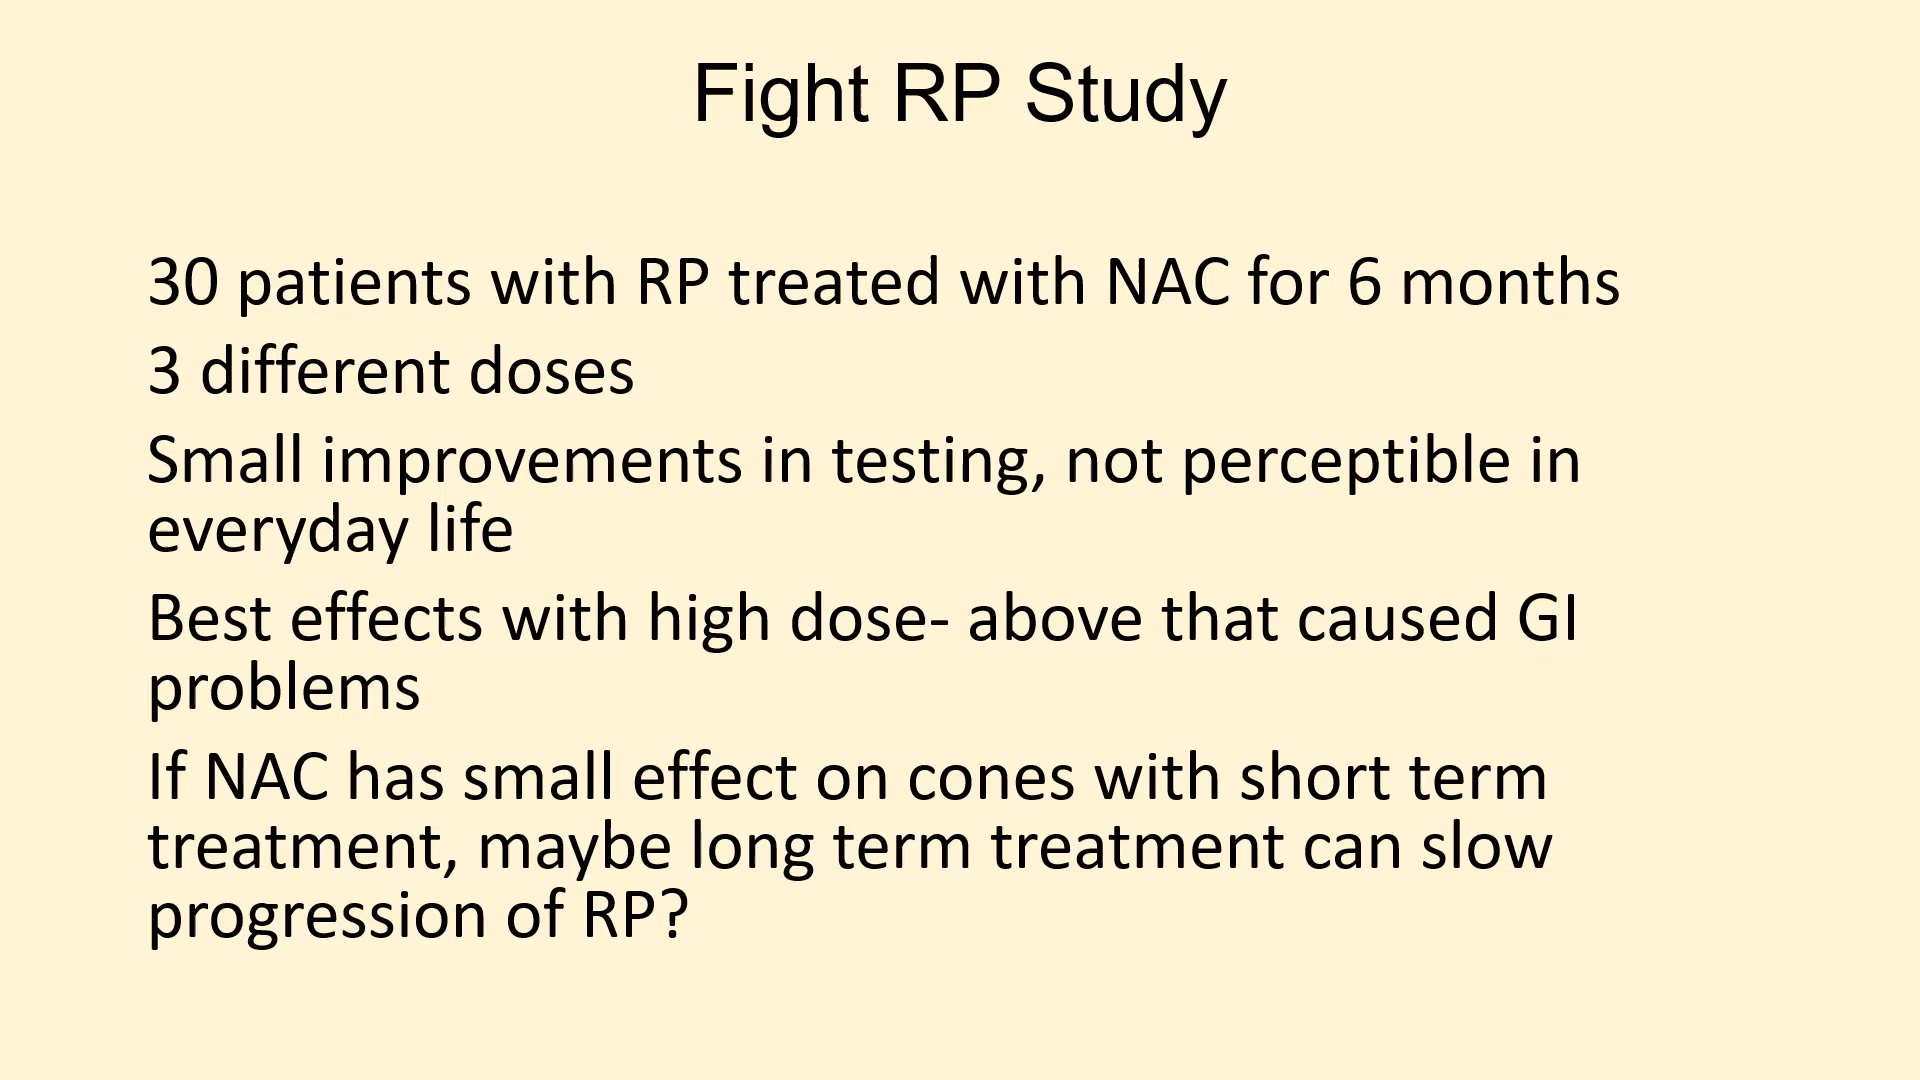 Fight RP Study
30 patients with RP treated with NAC for 6 months
3 different doses
Small improvements in testing, not perceptible in
everyday life
Best effects with high dose- above that caused GI
problems
If NAC has small effect on cones with short term
treatment, maybe long term treatment can slow
progression of RP?